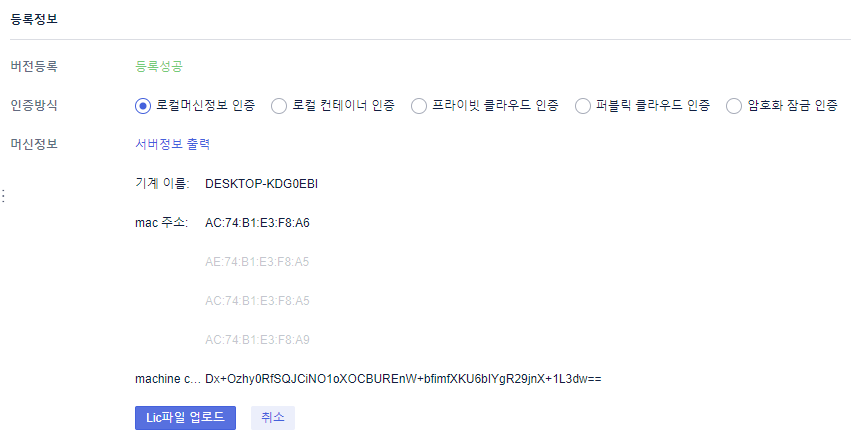 등록정보
버전등록 등록성공
인증방식 로컬머신정보 인증 로컬 컨테이너 인증 프라이빗 클라우드 인증 퍼블릭 클라우드 인증 암호화 잠금 인증
머신정보 서버정보 출력
기계 이름: DESKTOP-KDG0EBI
mac 주소: AC:74:B1:E3:F8:A6
AE:74:B1:E3:F8:A5
AC:74:B1:E3:F8:A5
AC:74:B1:E3:F8:A9
machine c... Dx+Ozhy0RfSQJCiNO1oXOCBUREnW+bfimfXKU6bIYgR29jnX+1L3dw==
Lic파일 업로드 취소